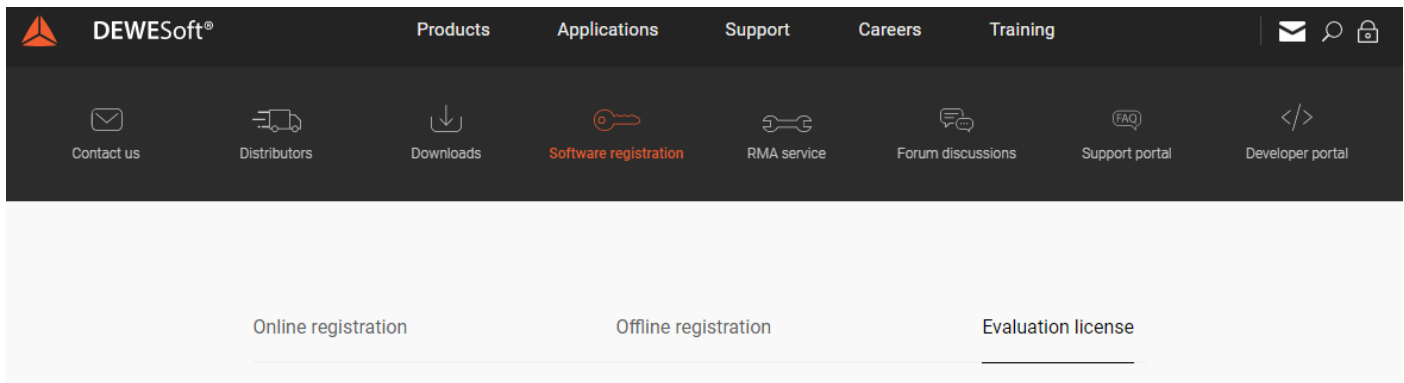 DEWESoft® Products Applications Support Careers Training
FAQ
Contact us Distributors Downloads Software registration RMA service Forum discussions Support portal Developer portal
Online registration Offline registration Evaluation license